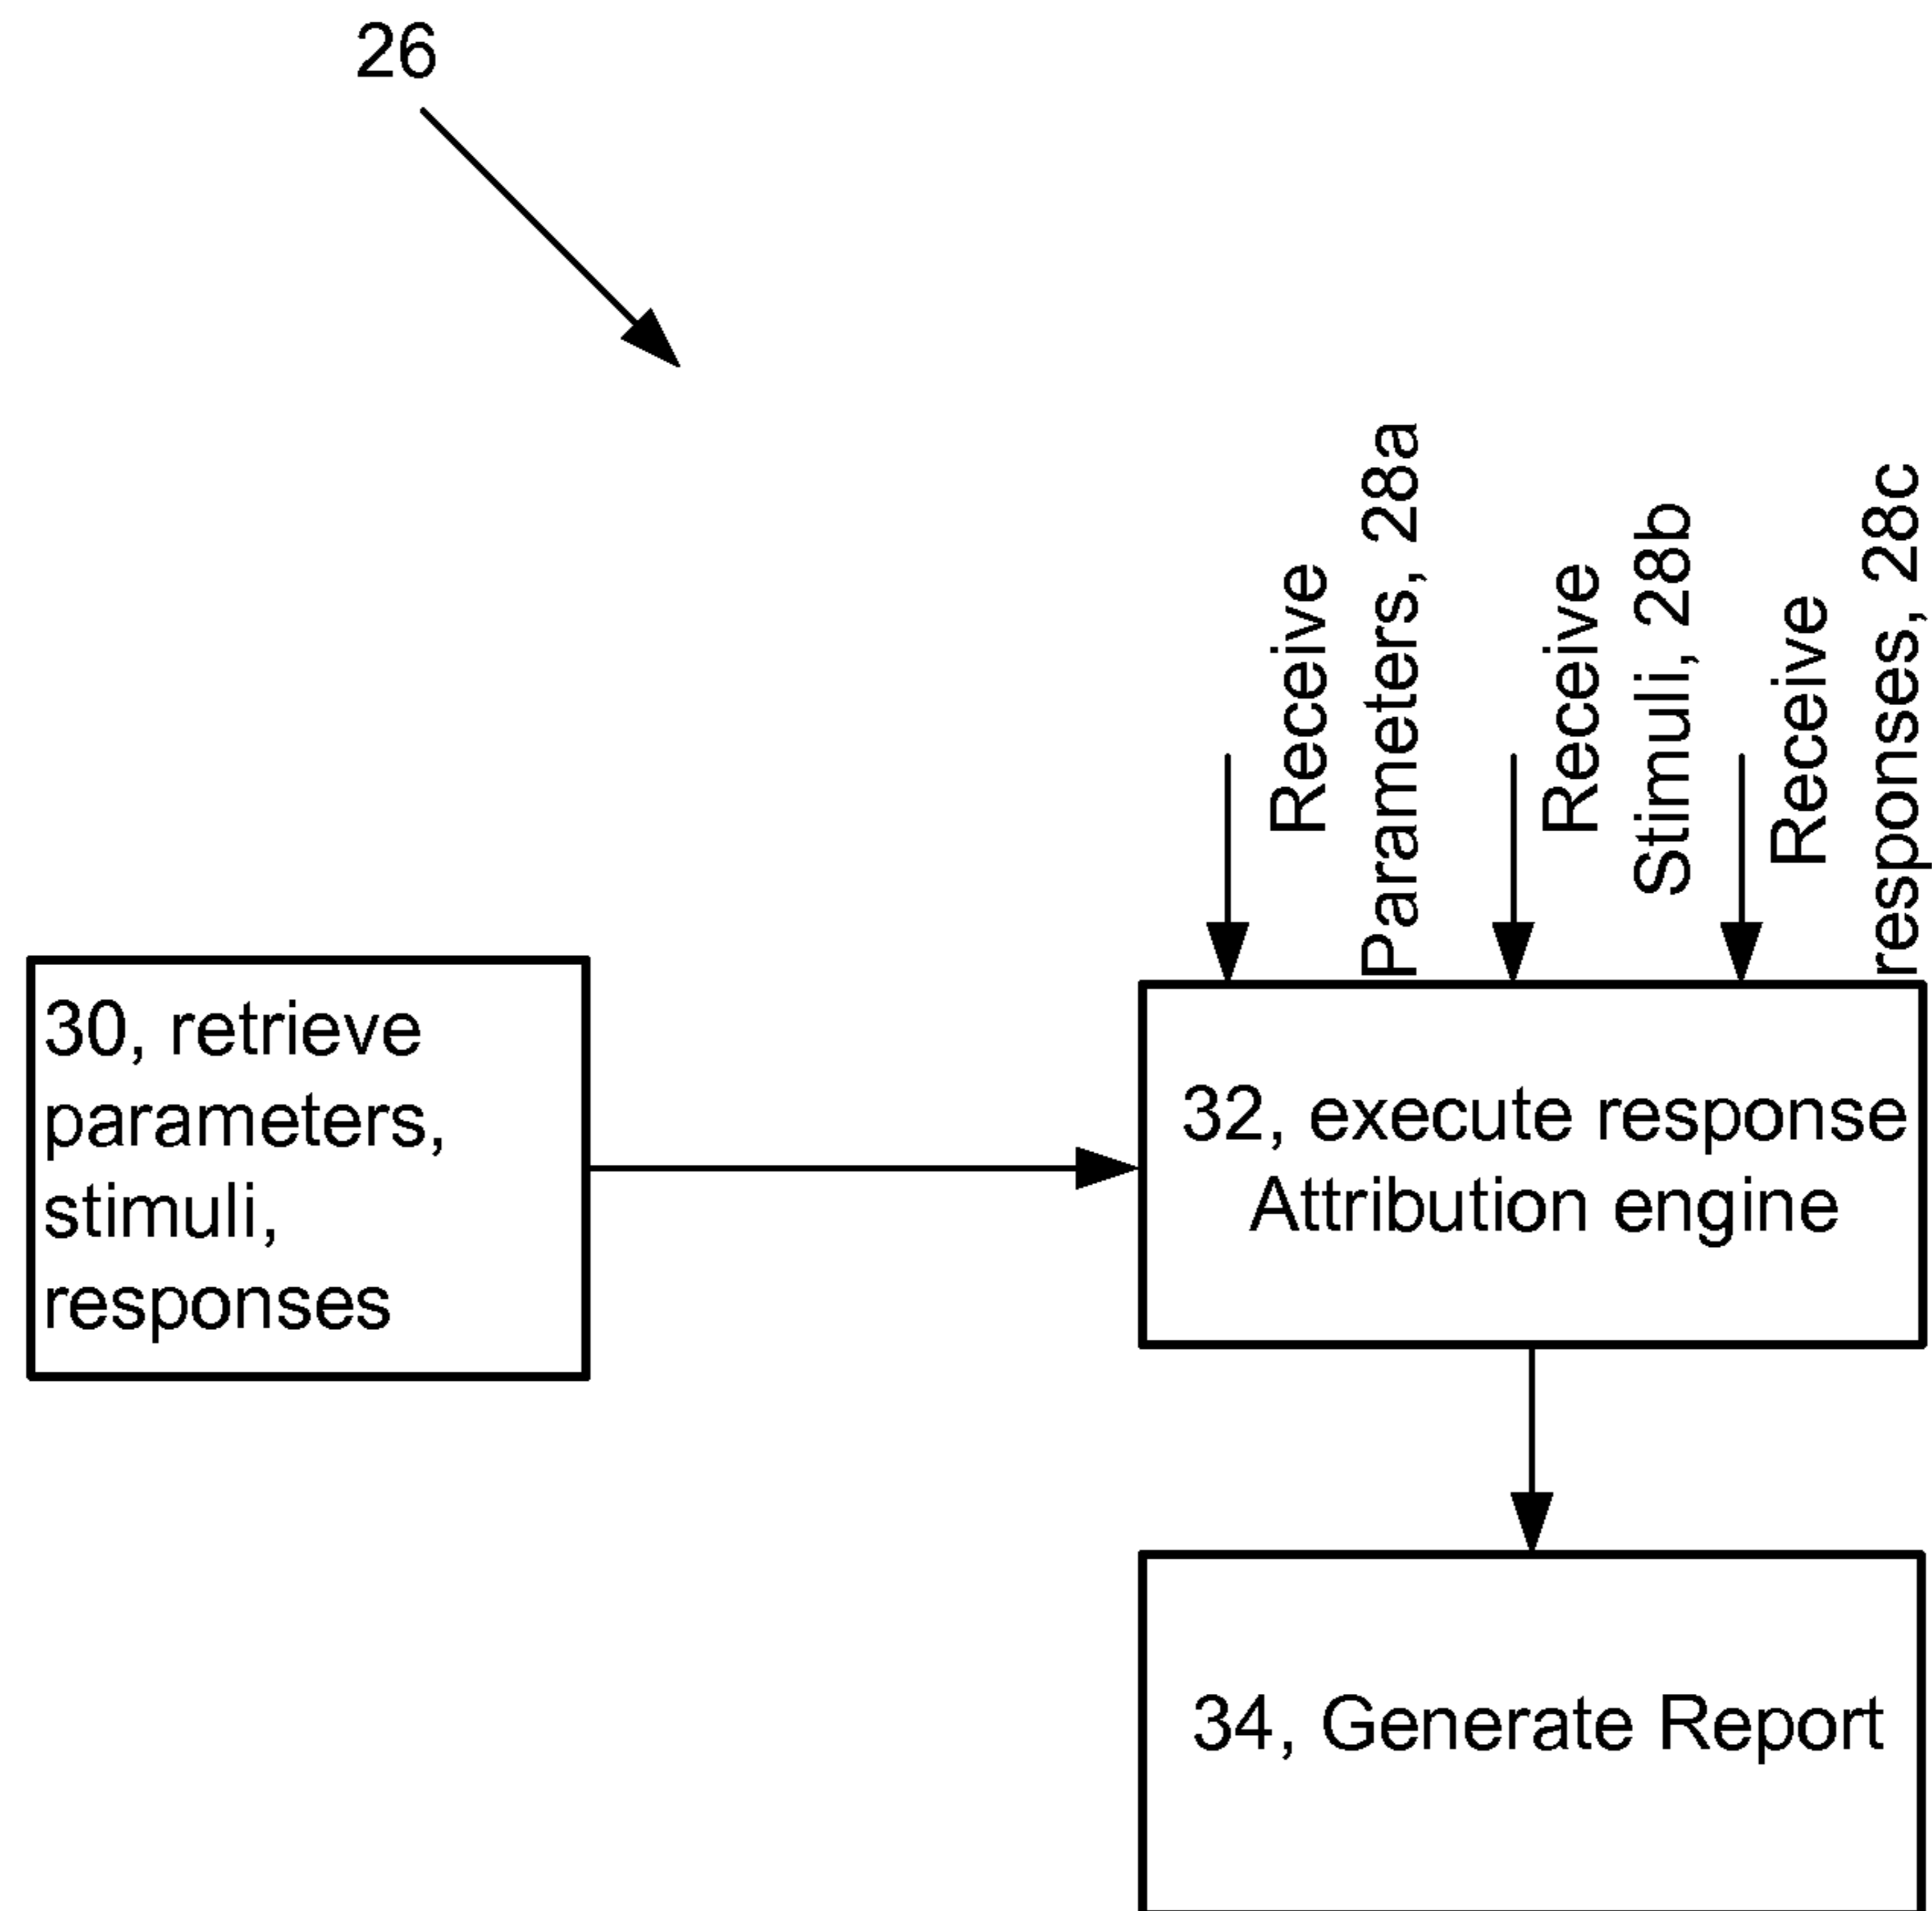 26
Receive
Parameters, 28a
Receive
Stimuli, 28b
Receive
responses, 28c
30, retrieve
parameters,
stimuli,
responses
32, execute response
Attribution engine
34, Generate Report